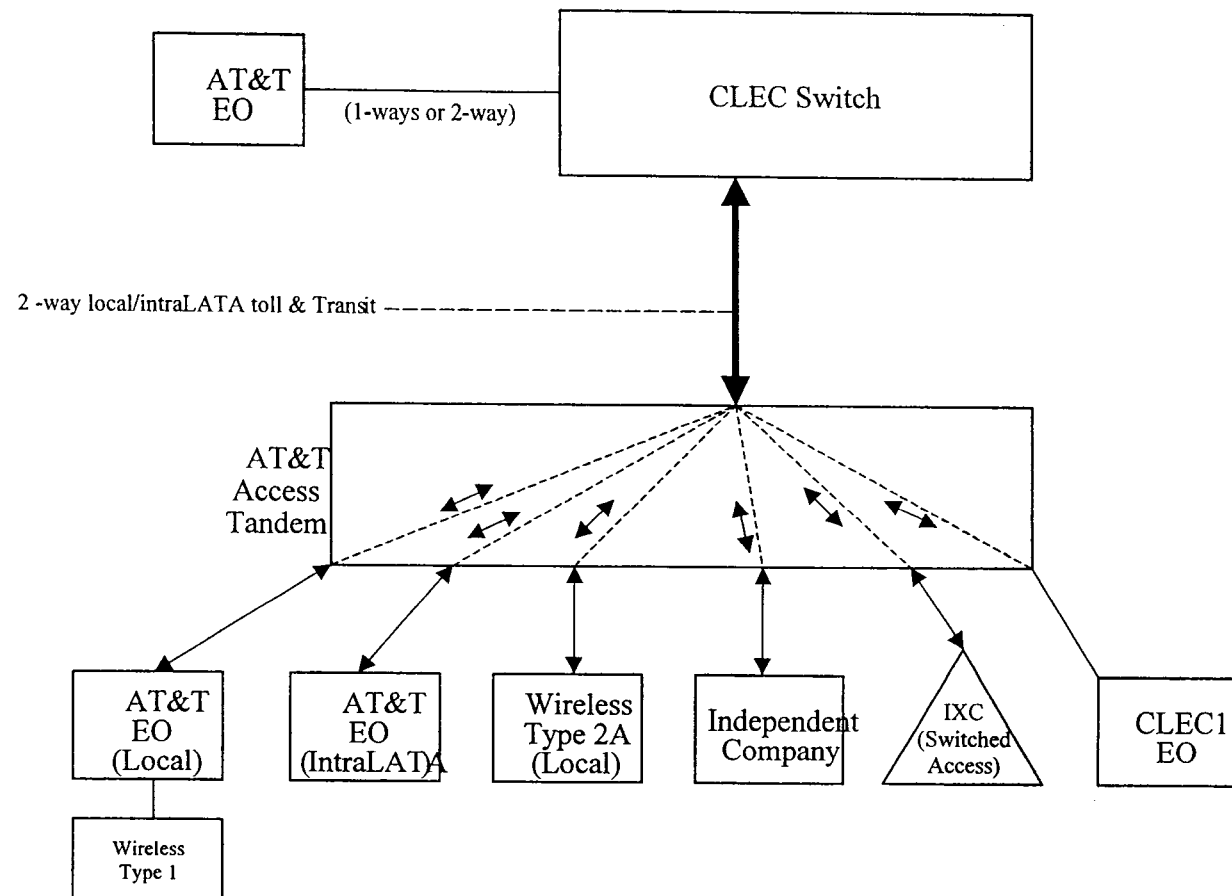 AT&T
EO
(1-ways or 2-way)
CLEC Switch
2 -way local/intraLATA toll & Transit
AT&T
Access
Tandem
AT&T
EO
(Local)
AT&T
EO
(IntraLAT)A
Wireless
Type 2A
(Local)
Independent
Company
IXC
(Switched
Access)
CLEC1
EO
Wireless
Type 1